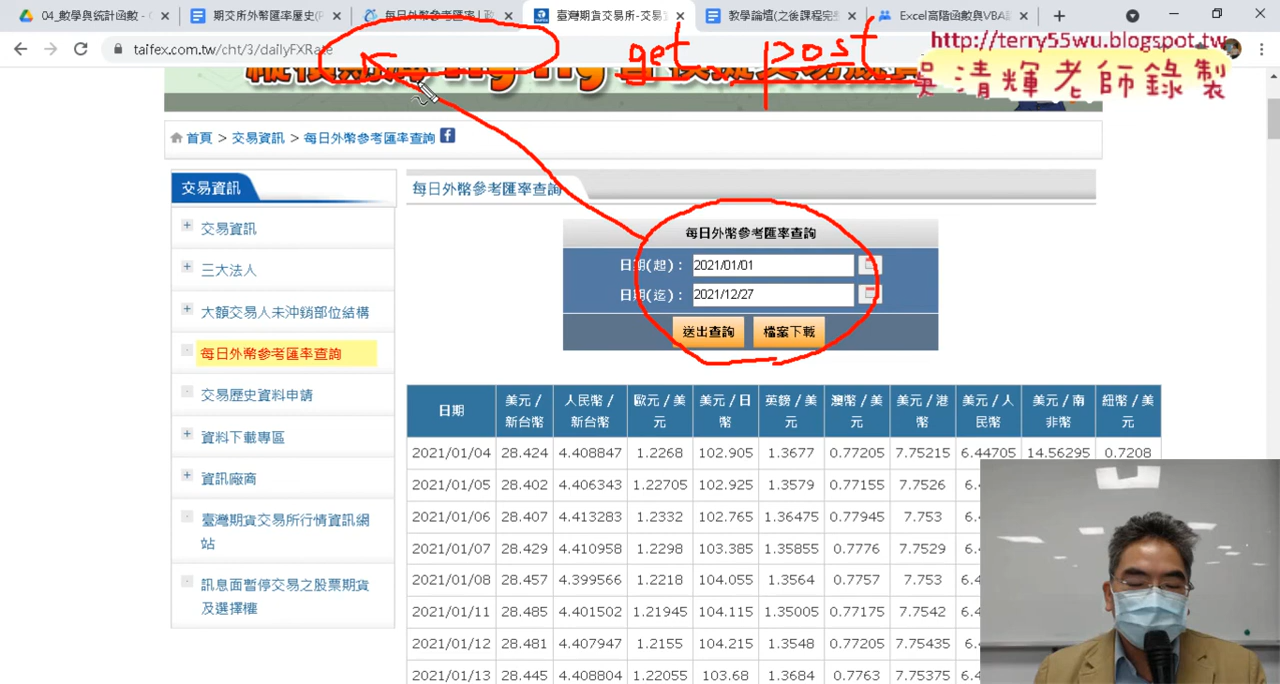 04_數學與統計函數 -
期交所外幣匯率歷史(P
每日外幣參考匯率 | 政
臺灣期貨交易所-交易
教學論壇(之後課程完
Excel高階函數與VBA
taifex.com.tw/cht/3/dailyFXRate
get、post
http://terry55wu.blogspot.tw
吳清輝老師錄製
首頁 > 交易資訊 > 每日外幣參考匯率查詢
交易資訊
交易資訊
三大法人
大額交易人未沖銷部位結構
每日外幣參考匯率查詢
交易歷史資料申請
資料下載專區
資訊廠商
臺灣期貨交易所行情資訊網
站
訊息面暫停交易之股票期貨
及選擇權
每日外幣參考匯率查詢
每日外幣參考匯率查詢
日期(起)： 2021/01/01
日期(迄)： 2021/12/27
送出查詢 檔案下載
日期 美元／新台幣 人民幣／新台幣 歐元／美元 美元／日幣 英鎊／美元 澳幣／美元 美元／港幣 美元／人民幣 美元／南非幣 紐幣／美元
2021/01/04 28.424 4.408847 1.2268 102.905 1.3677 0.77205 7.75215 6.44705 14.56295 0.7208
2021/01/05 28.402 4.406343 1.22705 102.925 1.3579 0.77155 7.7526 6.4
2021/01/06 28.407 4.413283 1.2332 102.765 1.36475 0.77945 7.753 6.4
2021/01/07 28.429 4.410958 1.2298 103.385 1.35855 0.7776 7.7529 6.4
2021/01/08 28.457 4.399566 1.2218 104.055 1.3564 0.7757 7.753 6.4
2021/01/11 28.485 4.401502 1.21945 104.115 1.35005 0.77175 7.7542 6.4
2021/01/12 28.481 4.407947 1.2155 104.215 1.3548 0.77205 7.75435 6.4
2021/01/13 28.445 4.408804 1.22055 103.68 1.3684 0.7763 7.75375 6.4